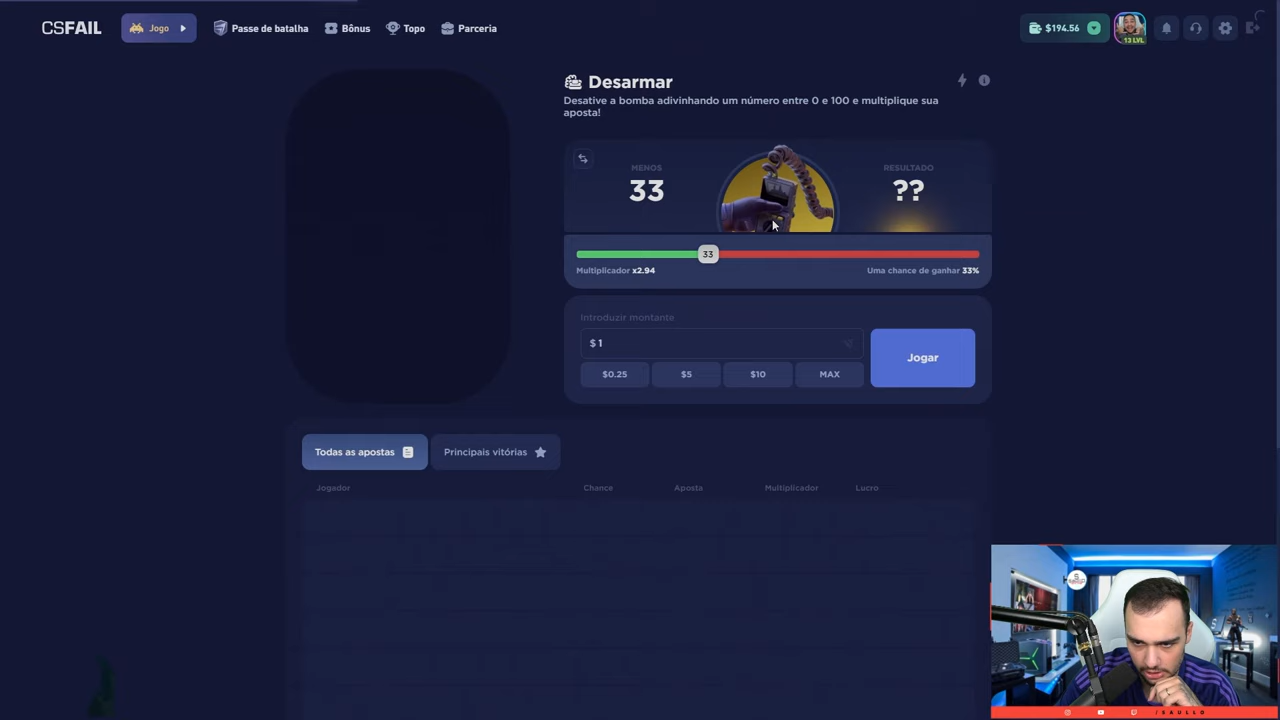 CSFAIL
Jogo
Passe de batalha
Bônus
Topo
Parceria
$194.56
13 LVL
Desarmar
Desative a bomba adivinhando um número entre 0 e 100 e multiplique sua
aposta!
MENOS
33
RESULTADO
??
33
Multiplicador x2.94
Uma chance de ganhar 33%
Introduzir montante
$ 1
Jogar
$0.25
$5
$10
MAX
Todas as apostas
Principais vitórias
Jogador
Chance
Aposta
Multiplicador
Lucro
/SAULLO